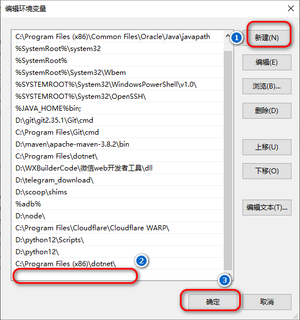 编辑环境变量
C:\Program Files (x86)\Common Files\Oracle\Java\javapath
%SystemRoot%\system32
%SystemRoot%
%SystemRoot%\System32\Wbem
%SYSTEMROOT%\System32\WindowsPowerShell\v1.0\
%SYSTEMROOT%\System32\OpenSSH\
%JAVA_HOME%bin;
D:\git\git2.35.1\Git\cmd
C:\Program Files\Git\cmd
D:\maven\apache-maven-3.8.2\bin
C:\Program Files\dotnet\
D:\WXBuilderCode\微信web开发者工具\dll
D:\telegram_download\
D:\scoop\shims
%adb%
D:\node\
C:\Program Files\Cloudflare\Cloudflare WARP\
D:\python12\Scripts\
D:\python12\
C:\Program Files (x86)\dotnet\
1
新建(N)
编辑(E)
浏览(B)...
删除(D)
上移(U)
下移(O)
编辑文本(T)...
2
3
确定
取消